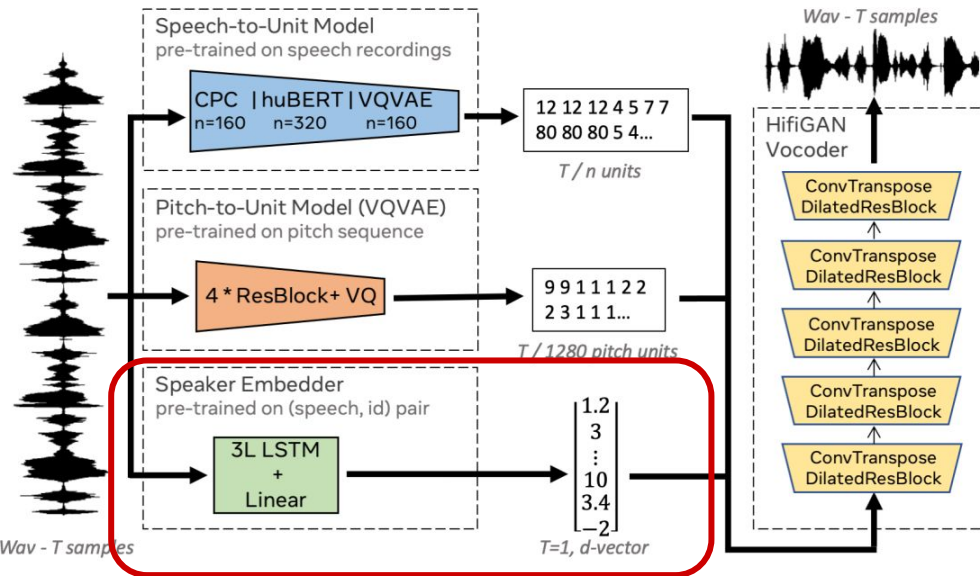 Speech-to-Unit Model
pre-trained on speech recordings
CPC | huBERT | VQVAE
n=160 n=320 n=160
12 12 12 4 5 7 7
80 80 80 5 4...
T / n units
Pitch-to-Unit Model (VQVAE)
pre-trained on pitch sequence
4 * ResBlock+ VQ
9 9 1 1 1 2 2
2 3 1 1 1...
T / 1280 pitch units
Speaker Embedder
pre-trained on (speech, id) pair
3L LSTM
+
Linear
1.2
3
⋮
10
3.4
−2
T=1, d-vector
Wav - T samples
Wav - T samples
HifiGAN
Vocoder
ConvTranspose
DilatedResBlock
ConvTranspose
DilatedResBlock
ConvTranspose
DilatedResBlock
ConvTranspose
DilatedResBlock
ConvTranspose
DilatedResBlock